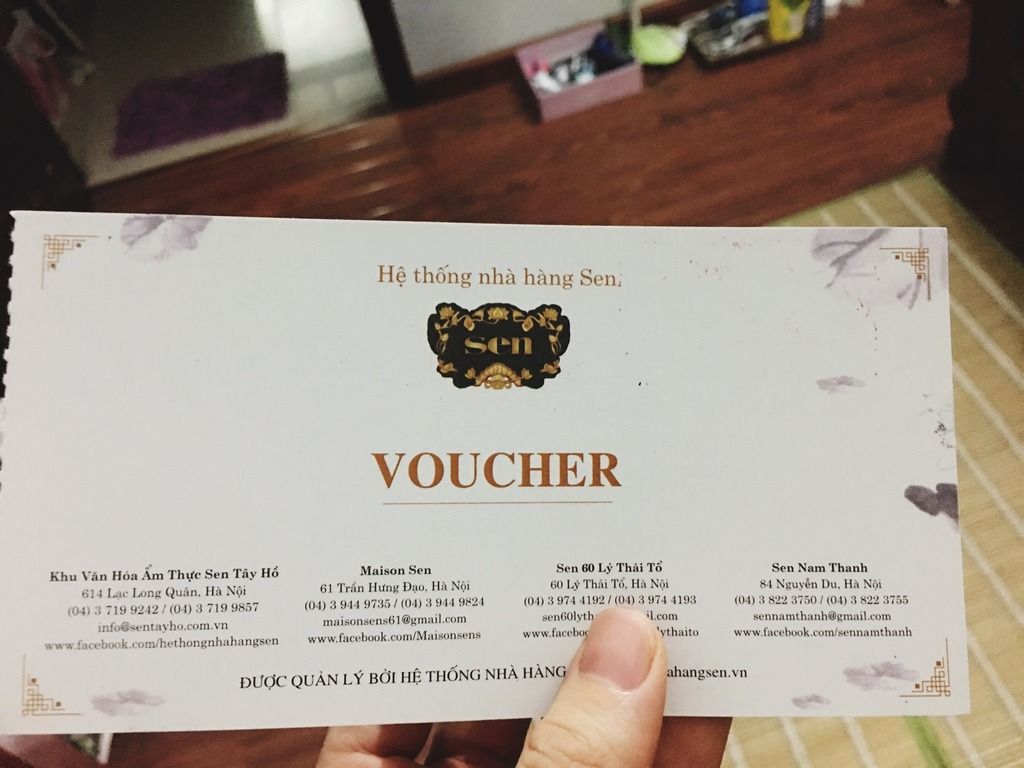 Hệ thống nhà hàng Sen
sen
VOUCHER
Khu Văn Hóa Ẩm Thực Sen Tây Hồ
614 Lạc Long Quân, Hà Nội
(04) 3 719 9242 / (04) 3 719 9857
info@sentayho.com.vn
www.facebook.com/hethongnhahangsen
Maison Sen
61 Trần Hưng Đạo, Hà Nội
(04) 3 944 9735 / (04) 3 944 9824
maisonsens61@gmail.com
www.facebook.com/Maisonsens
Sen 60 Lý Thái Tổ
60 Lý Thái Tổ, Hà Nội
(04) 3 974 4192 / (04) 3 974 4193
Sen Nam Thanh
84 Nguyễn Du, Hà Nội
(04) 3 822 3750 / (04) 3 822 3755
sennamthanh@gmail.com
www.facebook.com/sennamthanh
ĐƯỢC QUẢN LÝ BỞI HỆ THỐNG NHÀ HÀNG